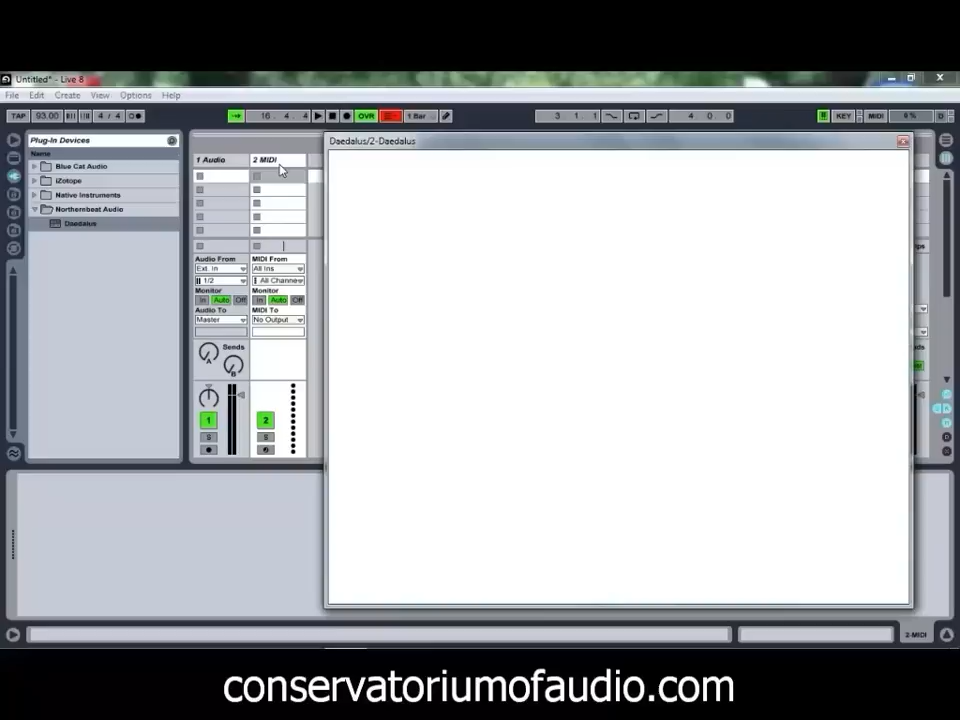 Untitled* - Live 8
File Edit Create View Options Help
TAP 93.00 4 / 4 16. 4. 4 OVR 1 Bar 3. 1. 1 4. 0. 0 KEY MIDI 0 % D
Plug-In Devices
Name
Blue Cat Audio
iZotope
Native Instruments
Northernbeat Audio
Daedalus
1 Audio 2 MIDI
Daedalus/2-Daedalus
Audio From MIDI From
Ext. In All Ins
1/2 All Channe
Monitor Monitor
In Auto Off In Auto Off
Audio To MIDI To
Master No Output
Sends
A
B
1 2
S S
2-MIDI
conservatoriumofaudio.com